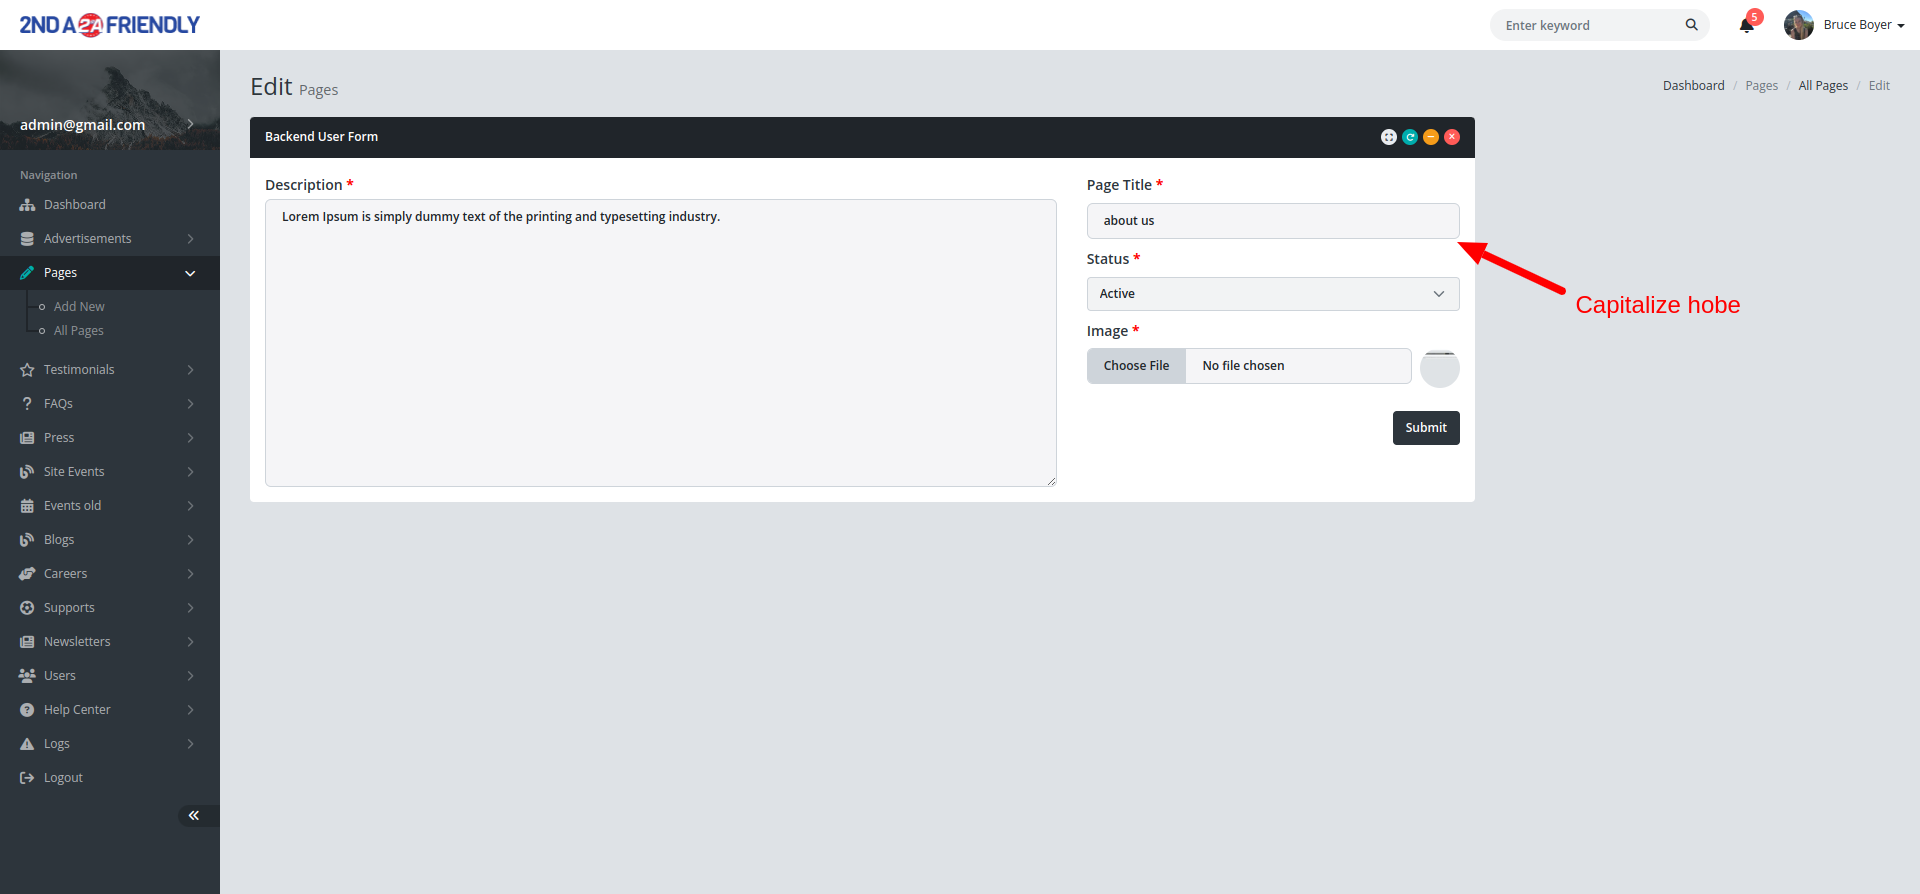 2ND A 2A FRIENDLY
Enter keyword
5
Bruce Boyer
admin@gmail.com
Navigation
Dashboard
Advertisements
Pages
Add New
All Pages
Testimonials
FAQs
Press
Site Events
Events old
Blogs
Careers
Supports
Newsletters
Users
Help Center
Logs
Logout
Edit Pages
Dashboard / Pages / All Pages / Edit
Backend User Form
Description *
Lorem Ipsum is simply dummy text of the printing and typesetting industry.
Page Title *
about us
Status *
Active
Image *
Choose File No file chosen
Submit
Capitalize hobe